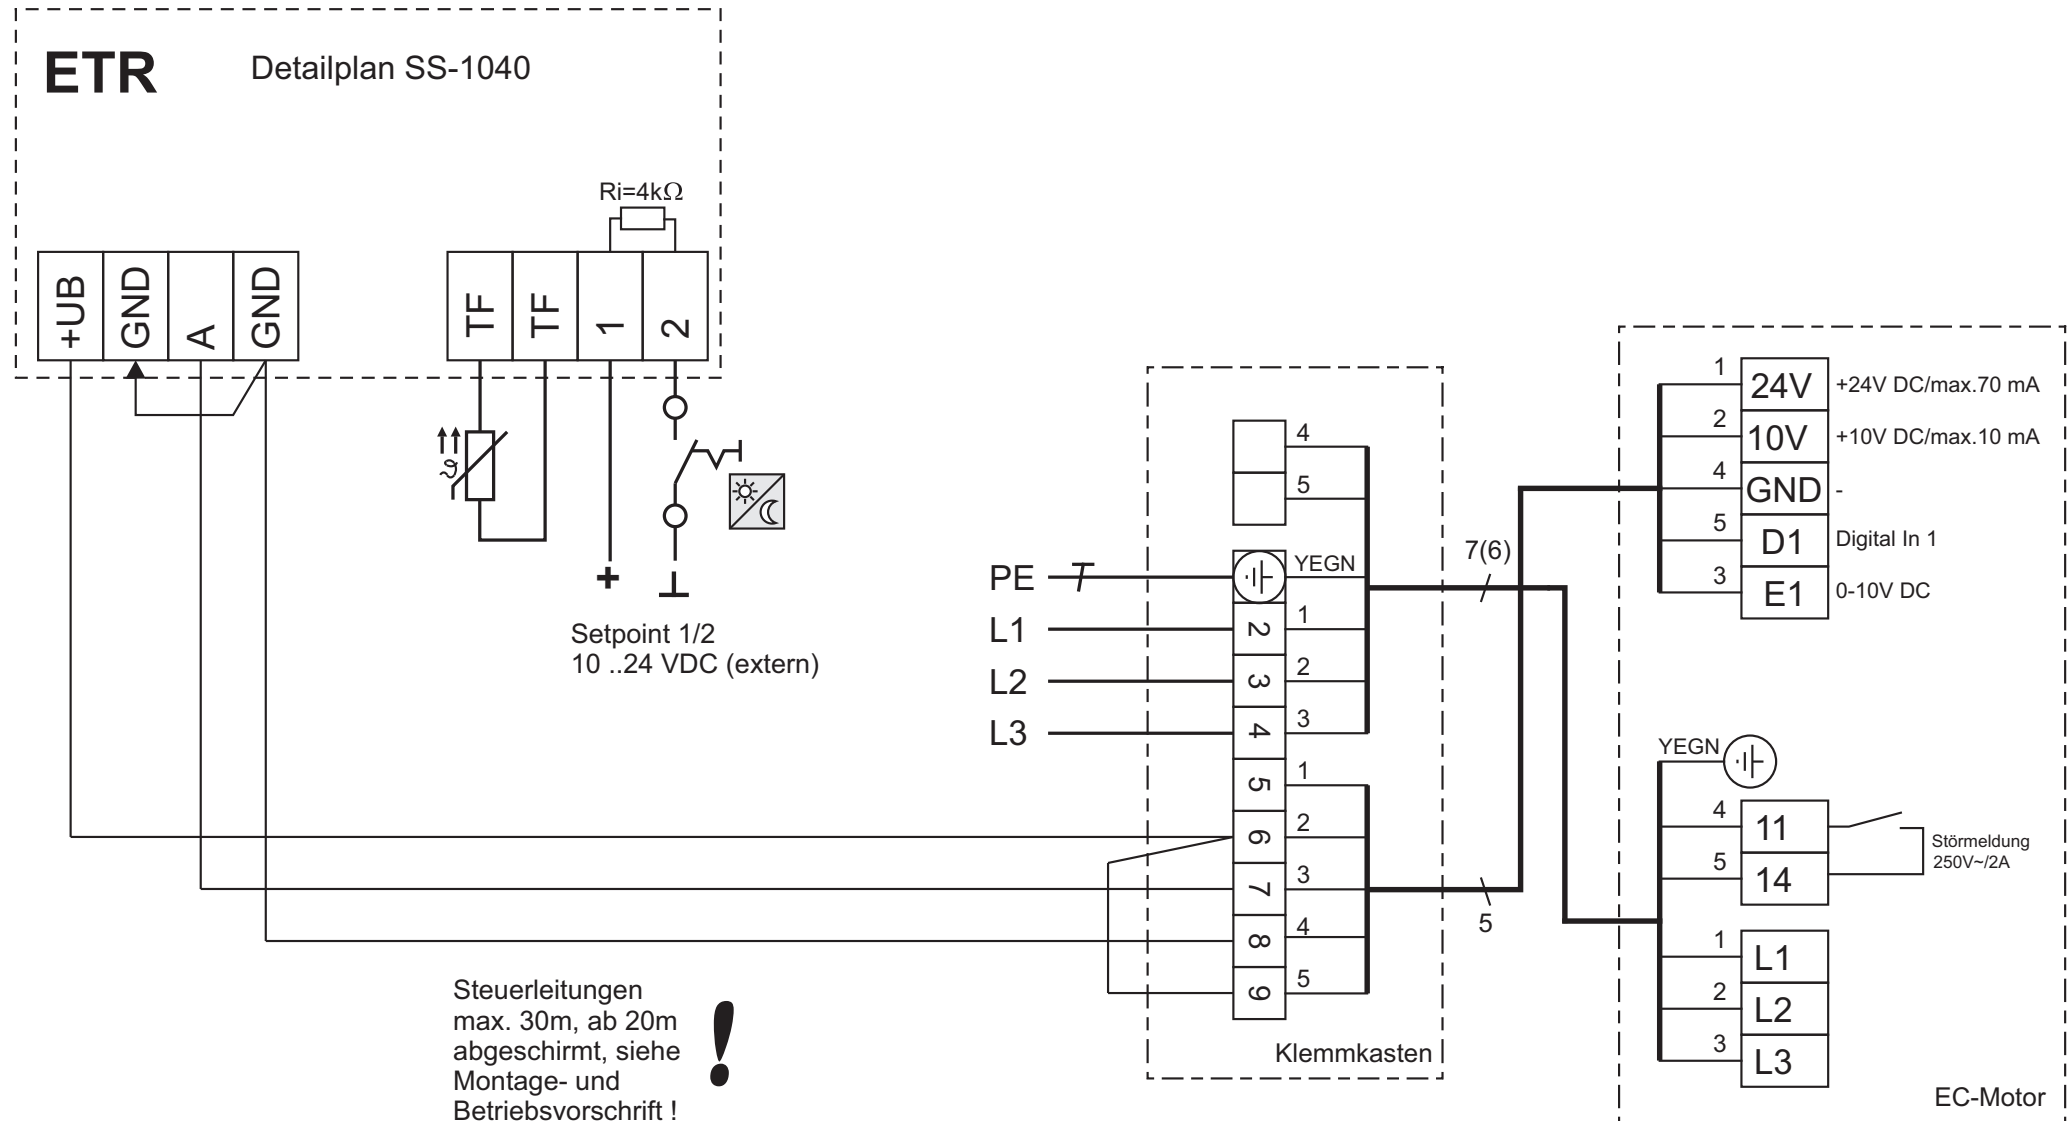 ETR
Detailplan SS-1040
Ri=4kΩ
+UB
GND
A
GND
TF
TF
1
2
+
Setpoint 1/2
10 ..24 VDC (extern)
Steuerleitungen
max. 30m, ab 20m
abgeschirmt, siehe
Montage- und
Betriebsvorschrift !
!
PE
L1
L2
L3
4
5
YEGN
2
1
3
2
4
3
5
1
6
2
7
3
8
4
9
5
Klemmkasten
7(6)
5
1
24V
+24V DC/max.70 mA
2
10V
+10V DC/max.10 mA
4
GND
-
5
D1
Digital In 1
3
E1
0-10V DC
YEGN
4
11
5
14
Störmeldung
250V~/2A
1
L1
2
L2
3
L3
EC-Motor